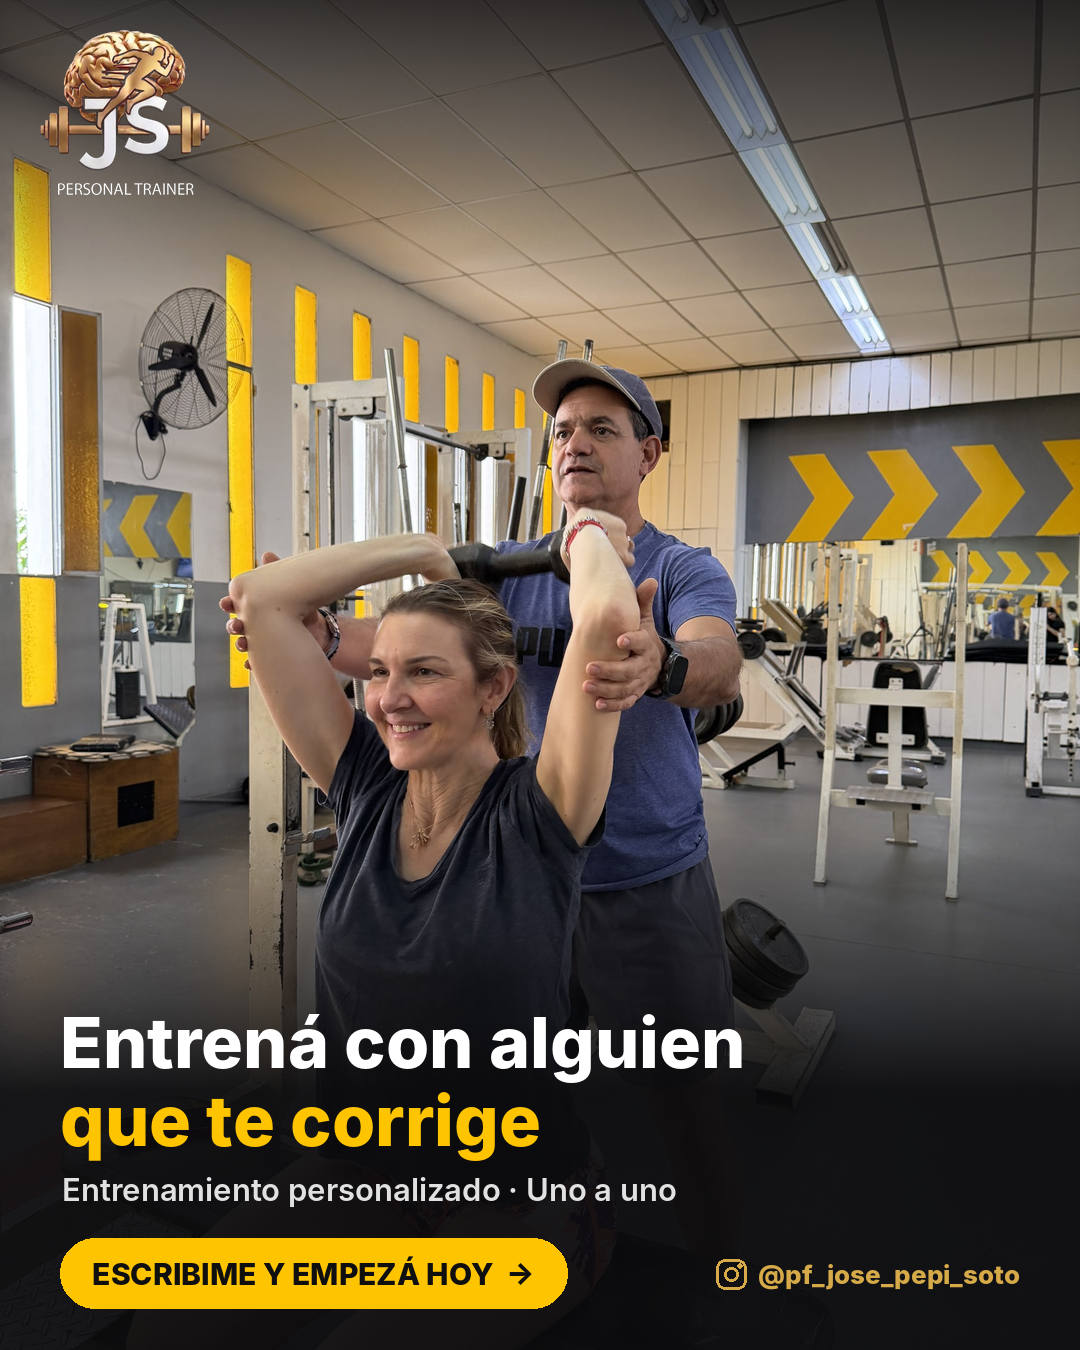 JS
PERSONAL TRAINER
Entrená con alguien
que te corrige
Entrenamiento personalizado · Uno a uno
ESCRIBIME Y EMPEZÁ HOY →
@pf_jose_pepi_soto